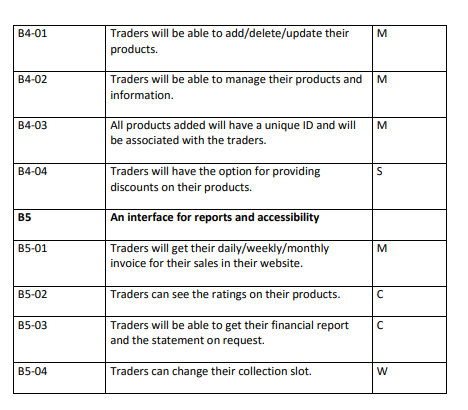 B4-01 Traders will be able to add/delete/update their M
products.
B4-02 Traders will be able to manage their products and M
information.
B4-03 All products added will have a unique ID and will M
be associated with the traders.
B4-04 Traders will have the option for providing S
discounts on their products.
B5 An interface for reports and accessibility
B5-01 Traders will get their daily/weekly/monthly M
invoice for their sales in their website.
B5-02 Traders can see the ratings on their products. C
B5-03 Traders will be able to get their financial report C
and the statement on request.
B5-04 Traders can change their collection slot. W